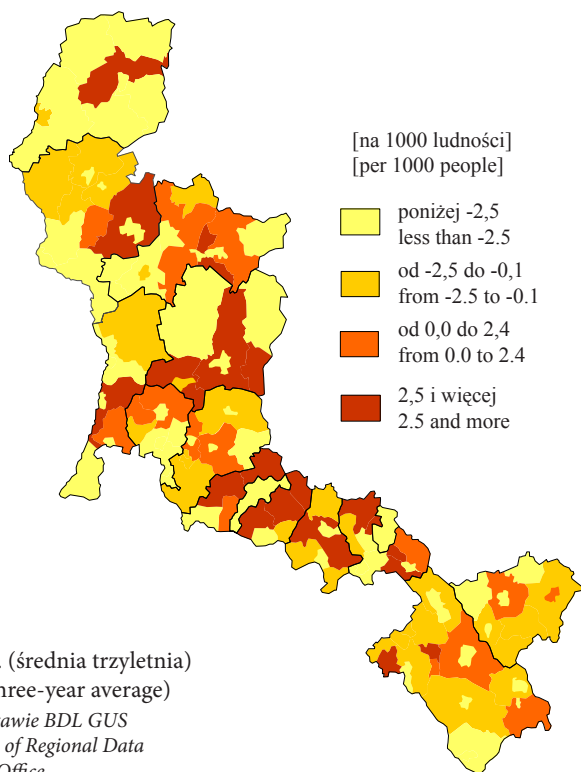 [na 1000 ludności]
[per 1000 people]
poniżej -2,5
less than -2.5
od -2,5 do -0,1
from -2.5 to -0.1
od 0,0 do 2,4
from 0.0 to 2.4
2,5 i więcej
2.5 and more
. (średnia trzyletnia)
hree-year average)
awie BDL GUS
of Regional Data
Office